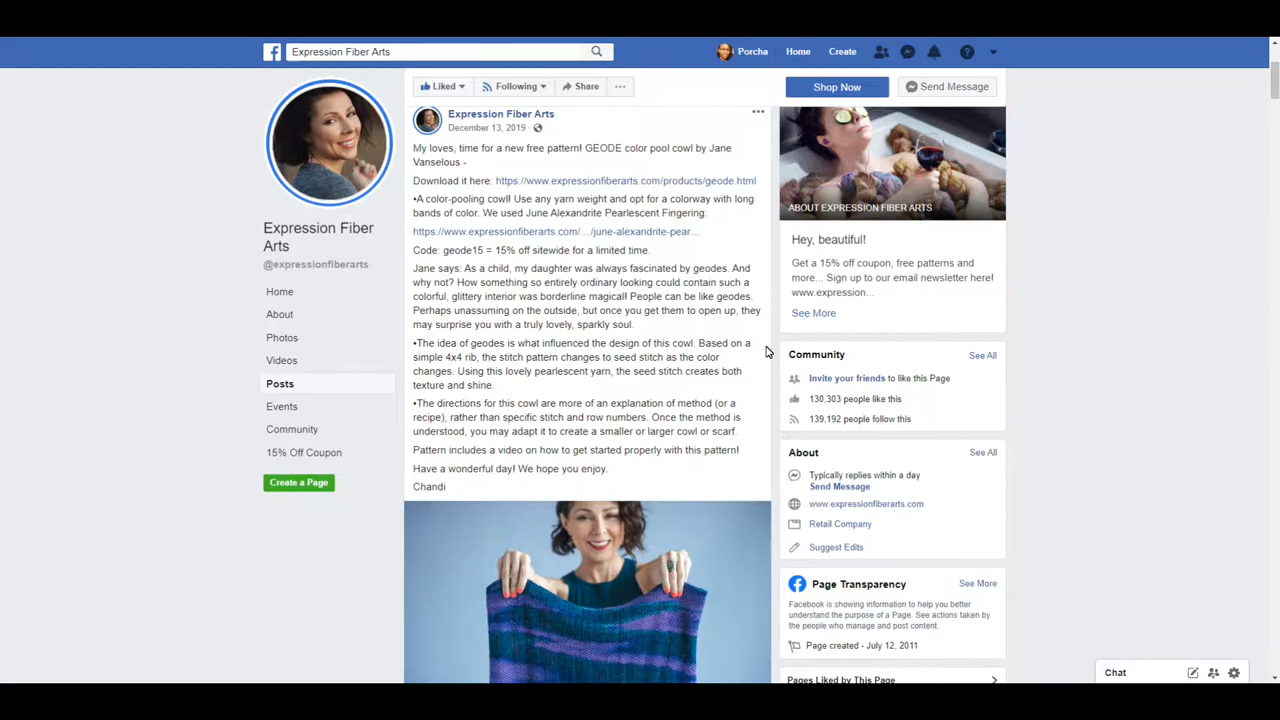 Expression Fiber Arts
Porcha
Home
Create
Liked
Following
Share
Shop Now
Send Message
Expression Fiber
Arts
@expressionfiberarts
Home
About
Photos
Videos
Posts
Events
Community
15% Off Coupon
Create a Page
Expression Fiber Arts
December 13, 2019 ·
My loves, time for a new free pattern! GEODE color pool cowl by Jane
Vanselous -
Download it here: https://www.expressionfiberarts.com/products/geode.html
•A color-pooling cowl! Use any yarn weight and opt for a colorway with long
bands of color. We used June Alexandrite Pearlescent Fingering:
https://www.expressionfiberarts.com/…/june-alexandrite-pear…
Code: geode15 = 15% off sitewide for a limited time.
Jane says: As a child, my daughter was always fascinated by geodes. And
why not? How something so entirely ordinary looking could contain such a
colorful, glittery interior was borderline magical! People can be like geodes.
Perhaps unassuming on the outside, but once you get them to open up, they
may surprise you with a truly lovely, sparkly soul.
•The idea of geodes is what influenced the design of this cowl. Based on a
simple 4x4 rib, the stitch pattern changes to seed stitch as the color
changes. Using this lovely pearlescent yarn, the seed stitch creates both
texture and shine.
•The directions for this cowl are more of an explanation of method (or a
recipe), rather than specific stitch and row numbers. Once the method is
understood, you may adapt it to create a smaller or larger cowl or scarf.
Pattern includes a video on how to get started properly with this pattern!
Have a wonderful day! We hope you enjoy.
Chandi
ABOUT EXPRESSION FIBER ARTS
Hey, beautiful!
Get a 15% off coupon, free patterns and
more... Sign up to our email newsletter here!
www.expression...
See More
Community
See All
Invite your friends to like this Page
130,303 people like this
139,192 people follow this
About
See All
Typically replies within a day
Send Message
www.expressionfiberarts.com
Retail Company
Suggest Edits
Page Transparency
See More
Facebook is showing information to help you better
understand the purpose of a Page. See actions taken by
the people who manage and post content.
Page created - July 12, 2011
Pages Liked by This Page
Chat